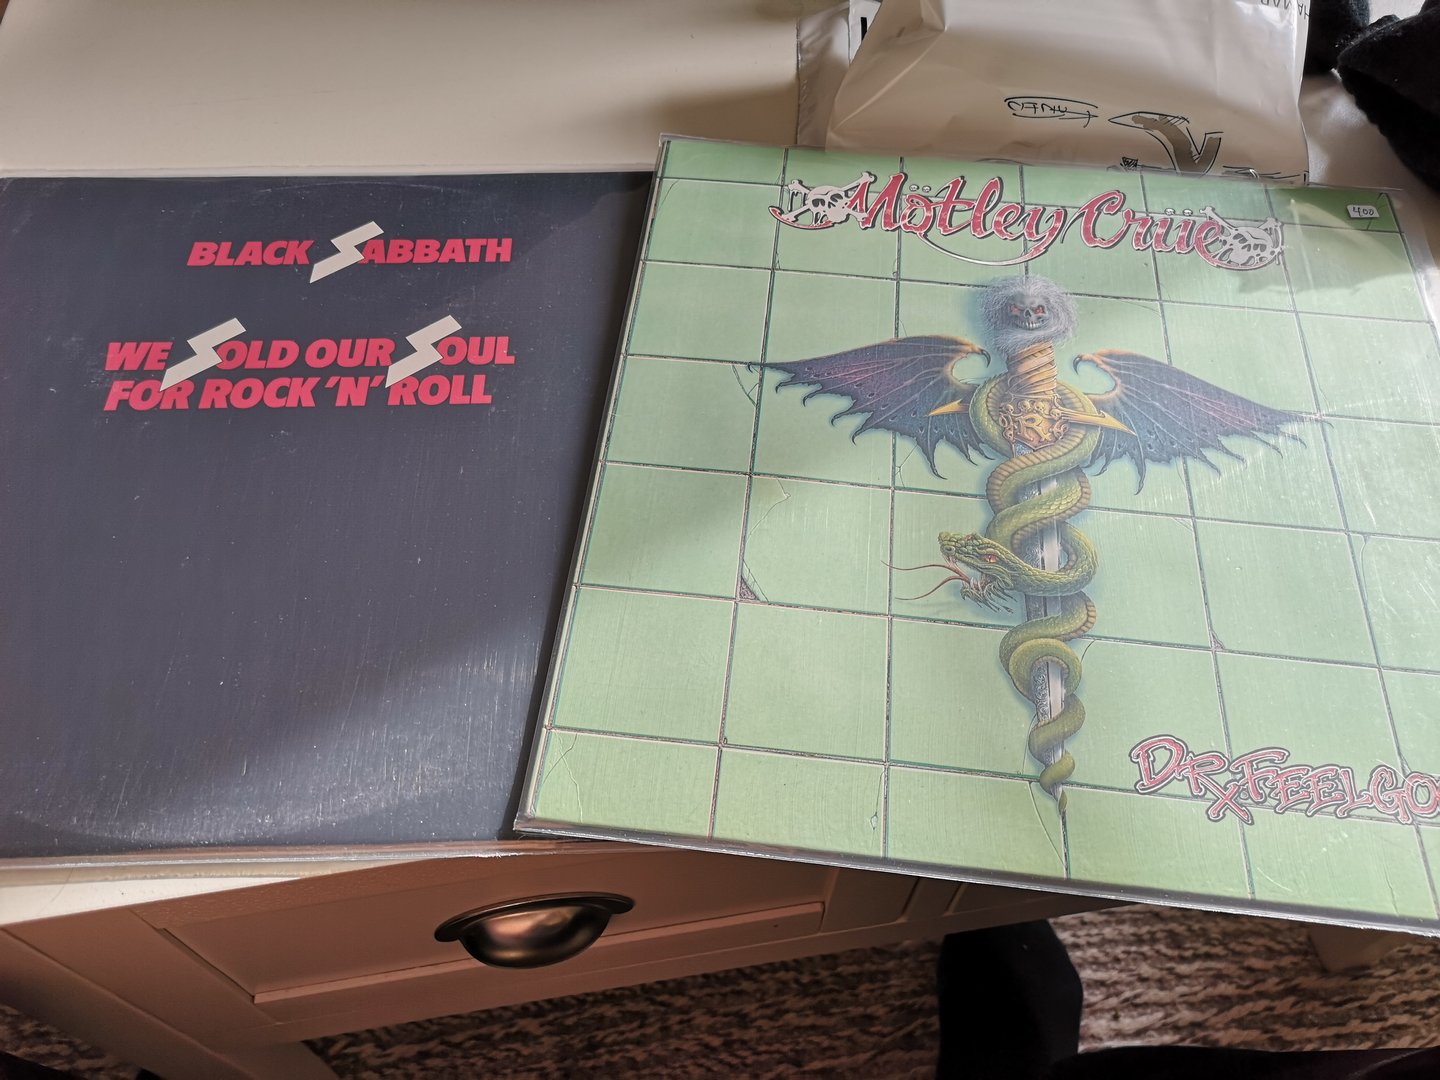 BLACK SABBATH
WE SOLD OUR SOUL
FOR ROCK 'N' ROLL
Mötley Crüe
400
R
DR. FEELGO